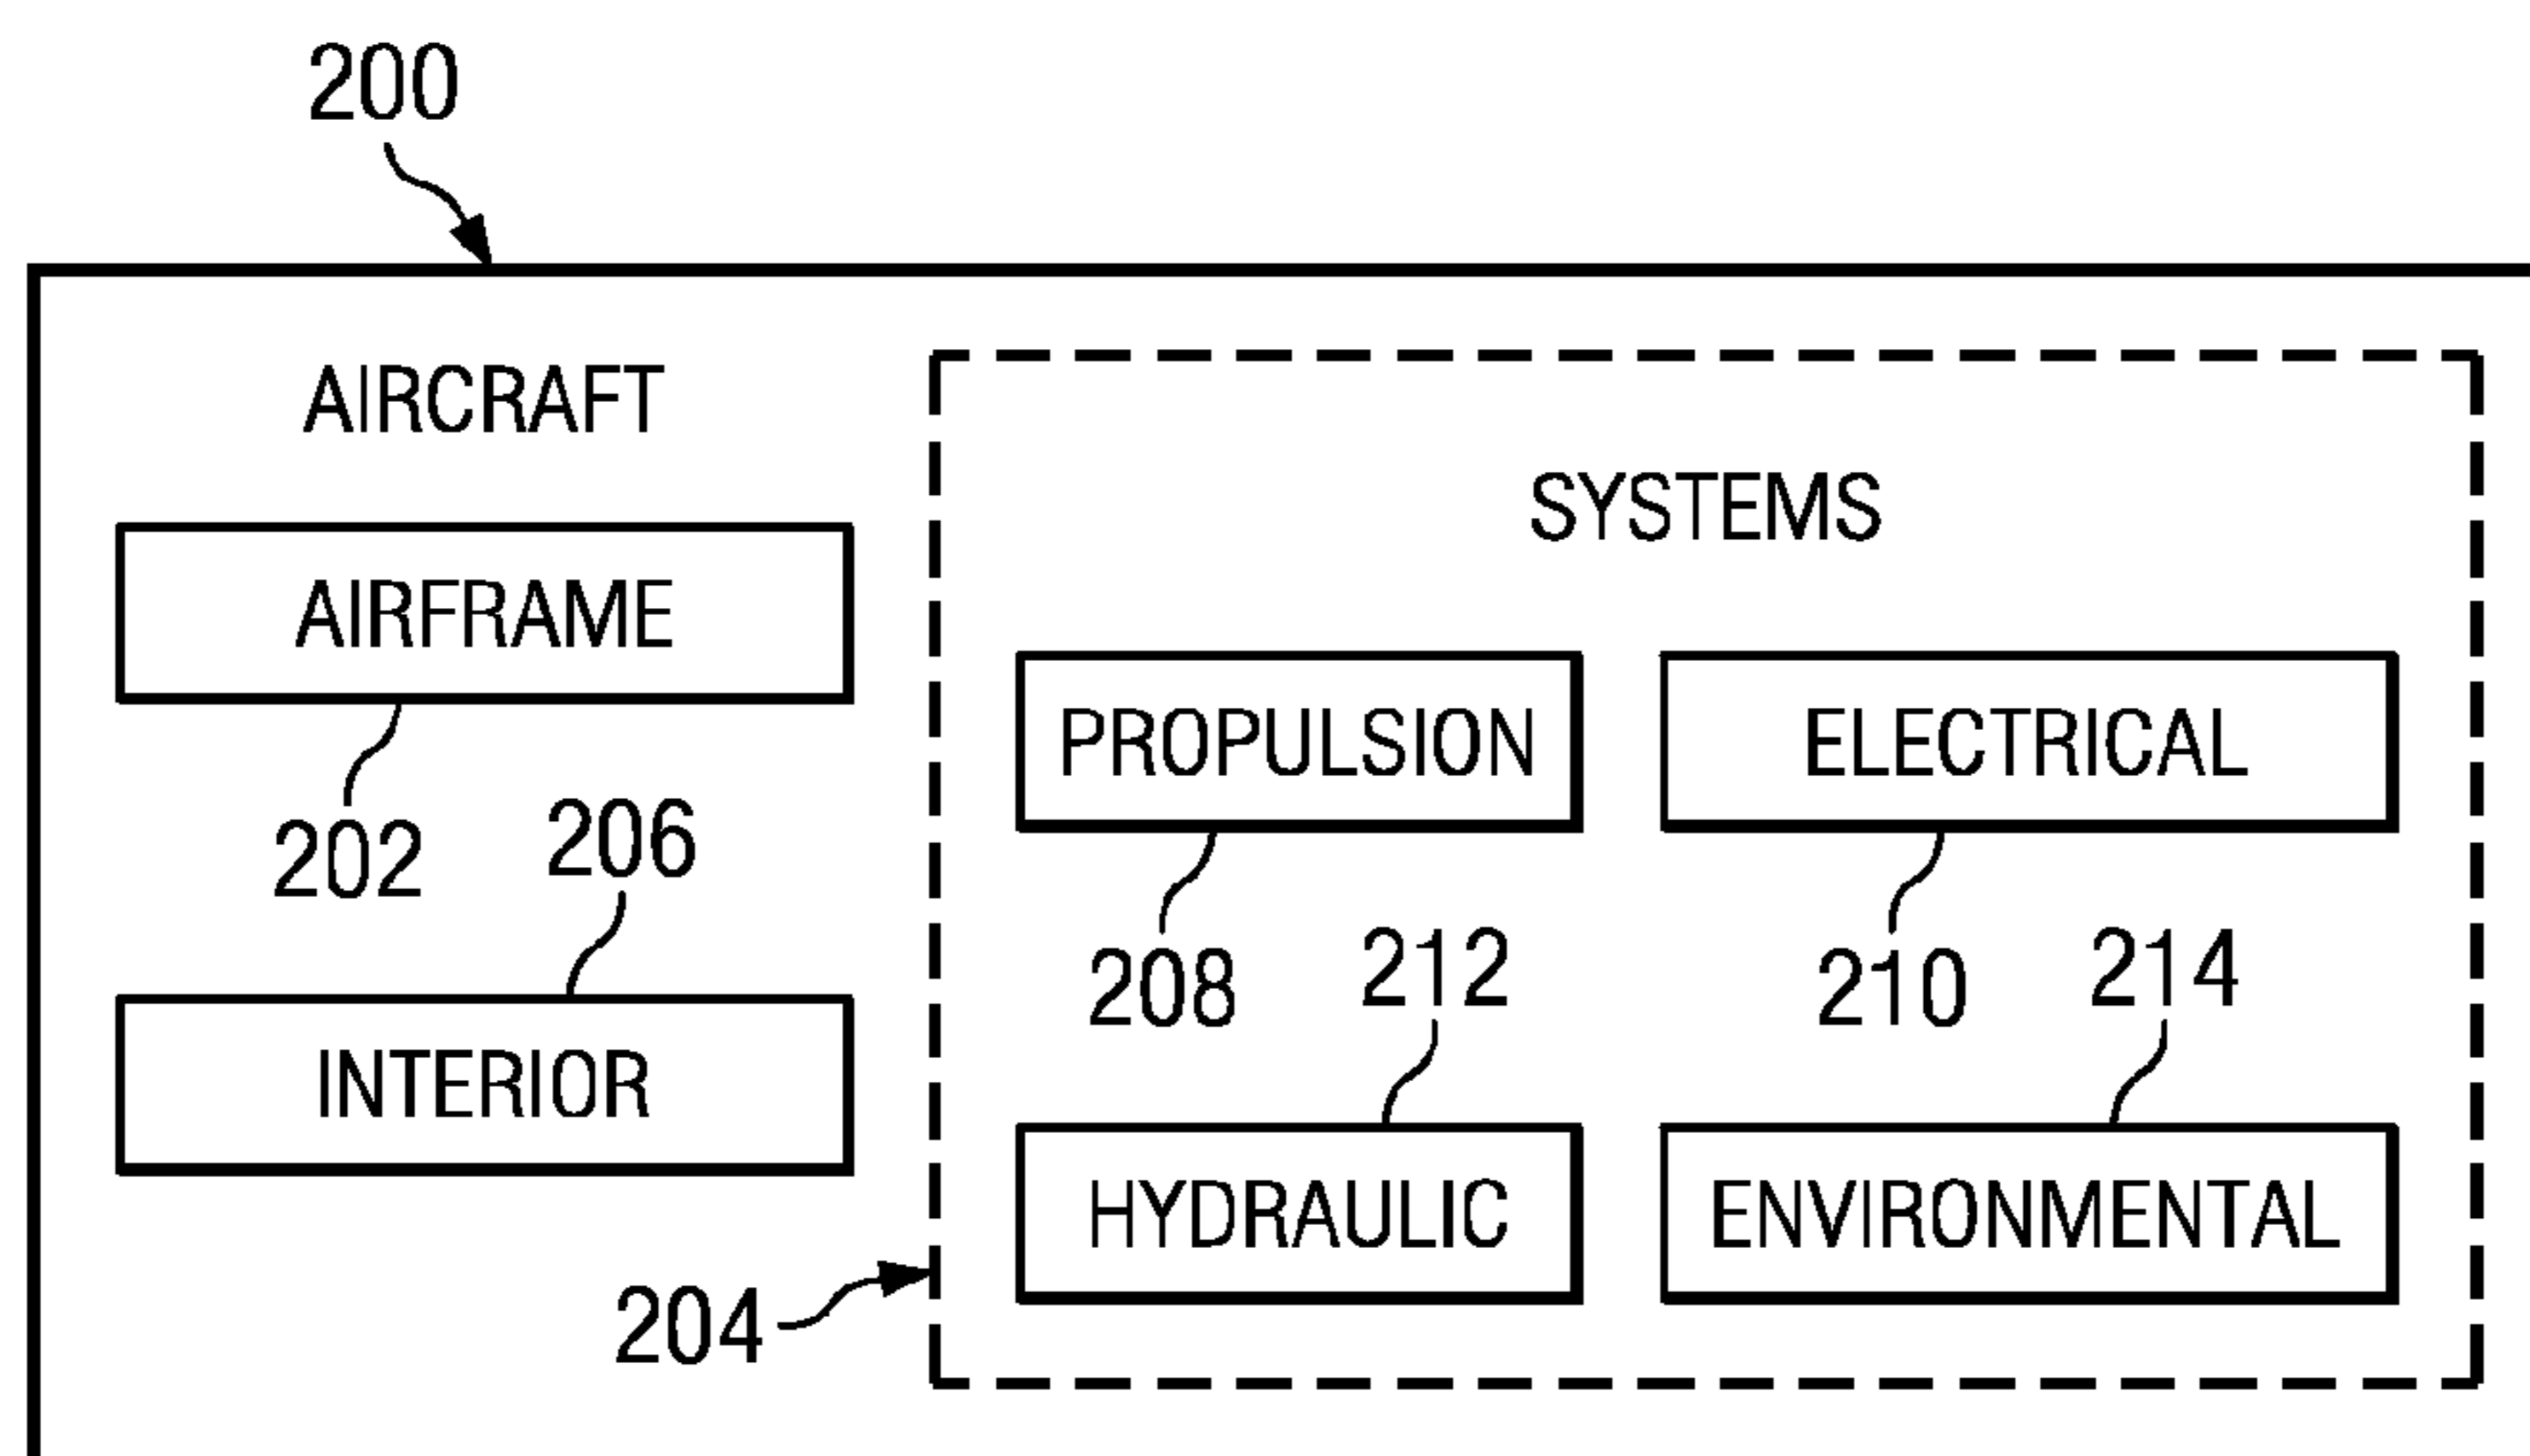 200
AIRCRAFT
SYSTEMS
AIRFRAME
202
206
INTERIOR
PROPULSION
ELECTRICAL
208
212
210
214
HYDRAULIC
ENVIRONMENTAL
204